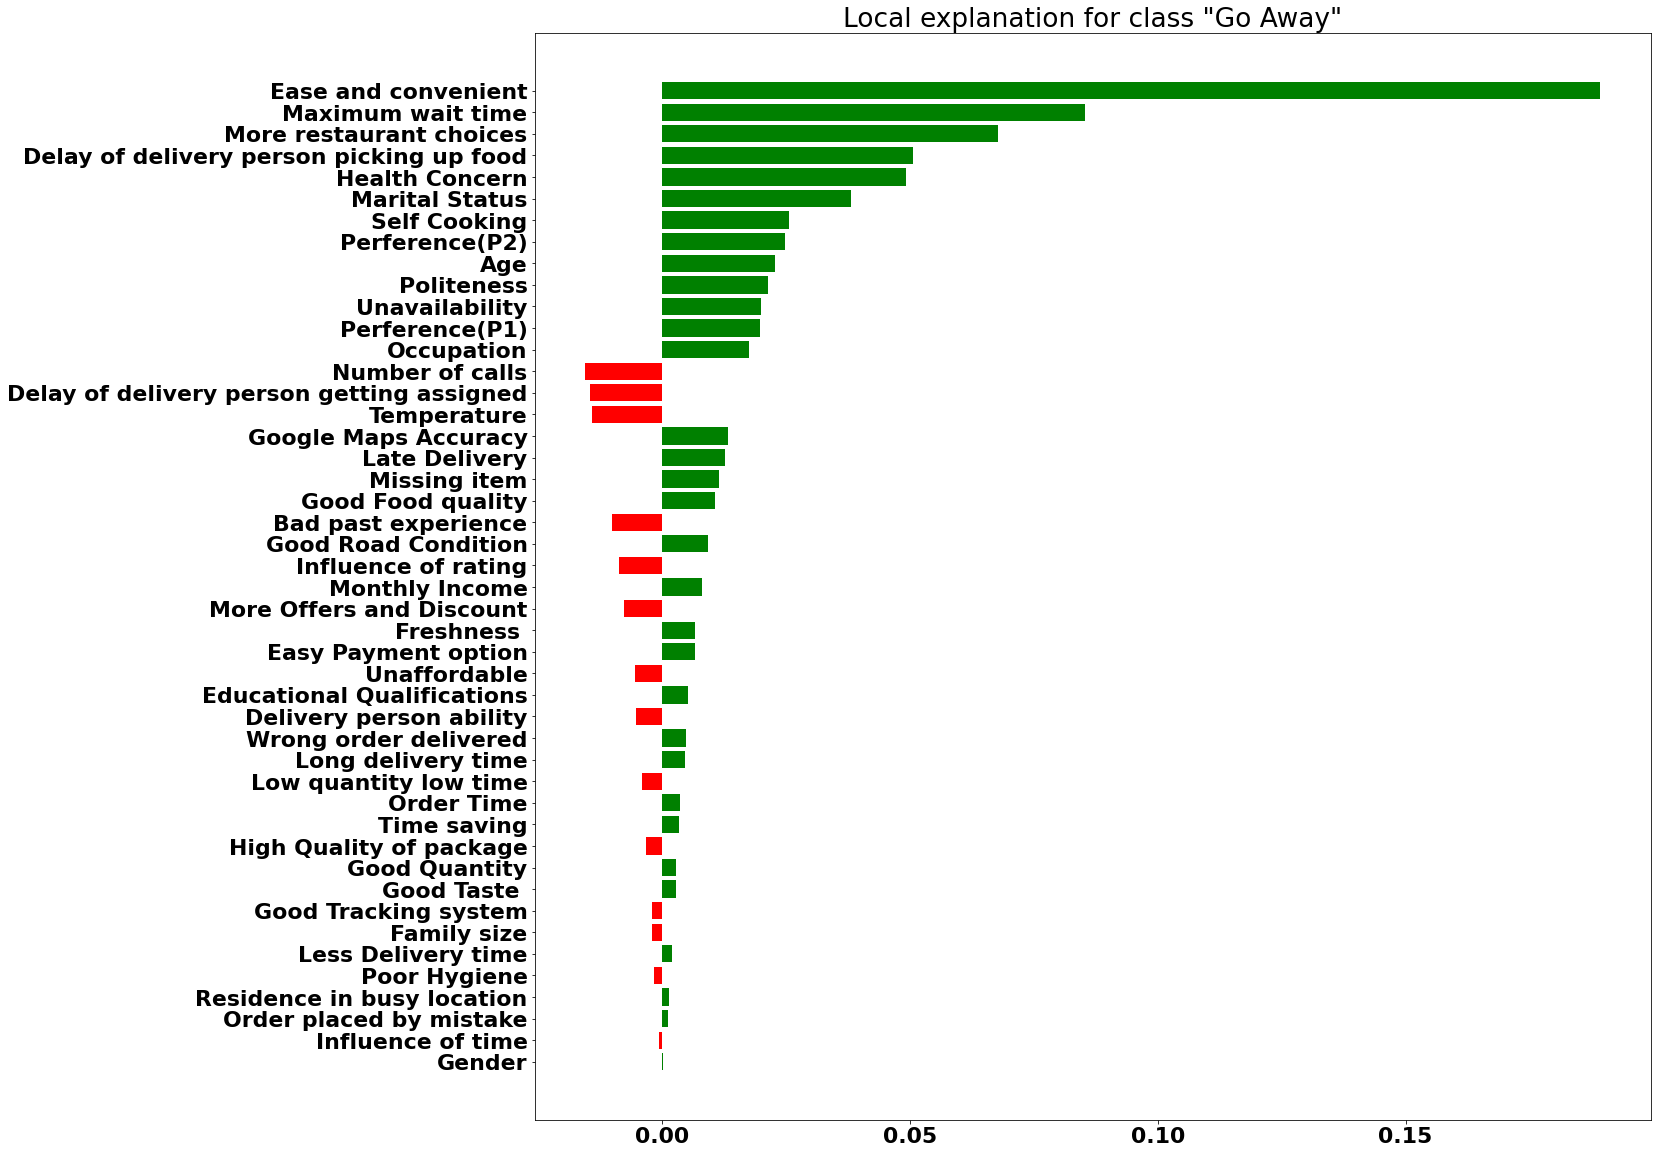 Local explanation for class "Go Away"
Ease and convenient
Maximum wait time
More restaurant choices
Delay of delivery person picking up food
Health Concern
Marital Status
Self Cooking
Perference(P2)
Age
Politeness
Unavailability
Perference(P1)
Occupation
Number of calls
Delay of delivery person getting assigned
Temperature
Google Maps Accuracy
Late Delivery
Missing item
Good Food quality
Bad past experience
Good Road Condition
Influence of rating
Monthly Income
More Offers and Discount
Freshness
Easy Payment option
Unaffordable
Educational Qualifications
Delivery person ability
Wrong order delivered
Long delivery time
Low quantity low time
Order Time
Time saving
High Quality of package
Good Quantity
Good Taste
Good Tracking system
Family size
Less Delivery time
Poor Hygiene
Residence in busy location
Order placed by mistake
Influence of time
Gender
0.00 0.05 0.10 0.15